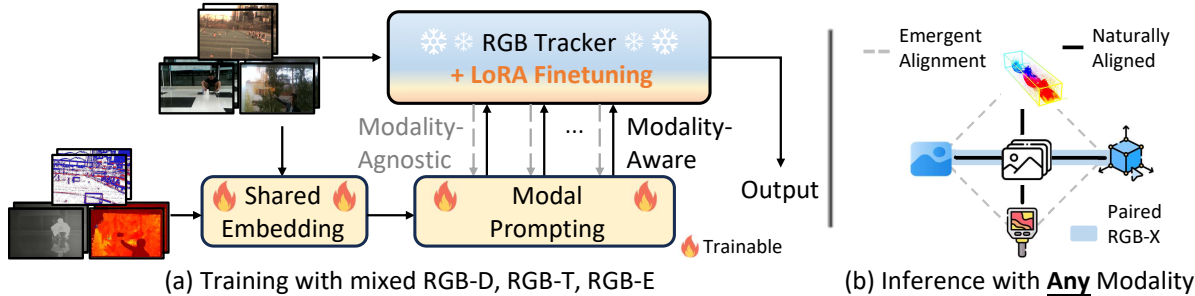 RGB Tracker
+ LoRA Finetuning
Modality-
Agnostic
...
Modality-
Aware
Shared
Embedding
Modal
Prompting
Output
Trainable
(a) Training with mixed RGB-D, RGB-T, RGB-E
Emergent
Alignment
Naturally
Aligned
Paired
RGB-X
(b) Inference with Any Modality